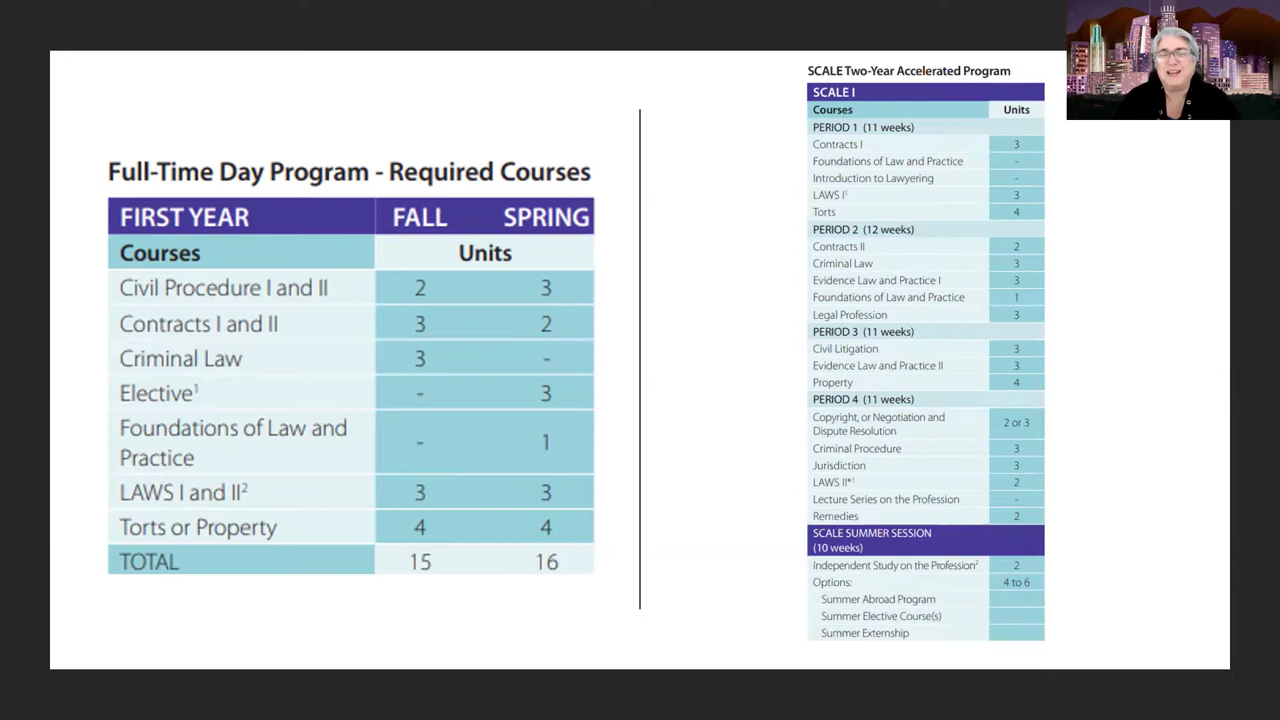 Full-Time Day Program - Required Courses
FIRST YEAR FALL SPRING
Courses Units
Civil Procedure I and II 2 3
Contracts I and II 3 2
Criminal Law 3 -
Elective¹ - 3
Foundations of Law and
Practice - 1
LAWS I and II² 3 3
Torts or Property 4 4
TOTAL 15 16
SCALE Two-Year Accelerated Program
SCALE I
Courses Units
PERIOD 1 (11 weeks)
Contracts I 3
Foundations of Law and Practice -
Introduction to Lawyering -
LAWS I¹ 3
Torts 4
PERIOD 2 (12 weeks)
Contracts II 2
Criminal Law 3
Evidence Law and Practice I 3
Foundations of Law and Practice 1
Legal Profession 3
PERIOD 3 (11 weeks)
Civil Litigation 3
Evidence Law and Practice II 3
Property 4
PERIOD 4 (11 weeks)
Copyright, or Negotiation and
Dispute Resolution 2 or 3
Criminal Procedure 3
Jurisdiction 3
LAWS II*¹ 2
Lecture Series on the Profession -
Remedies 2
SCALE SUMMER SESSION
(10 weeks)
Independent Study on the Profession² 2
Options: 4 to 6
Summer Abroad Program
Summer Elective Course(s)
Summer Externship